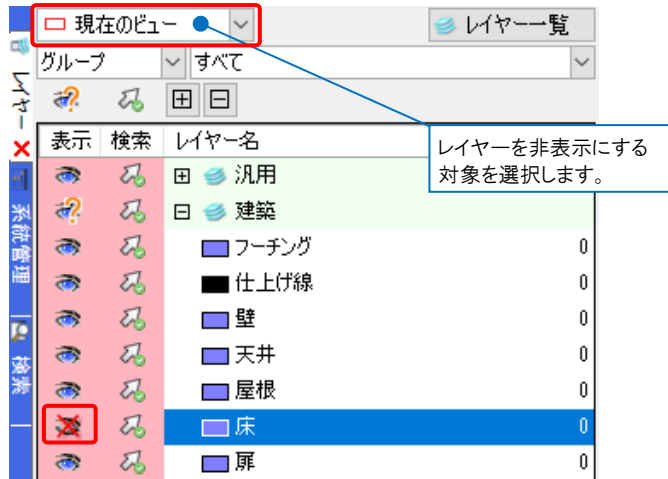 現在のビュー
レイヤー一覧
グループ
すべて
レイヤー
系統管理
検索
表示 検索 レイヤー名
レイヤーを非表示にする
対象を選択します。
汎用
建築
フーチング 0
仕上げ線 0
壁 0
天井 0
屋根 0
床 0
扉 0